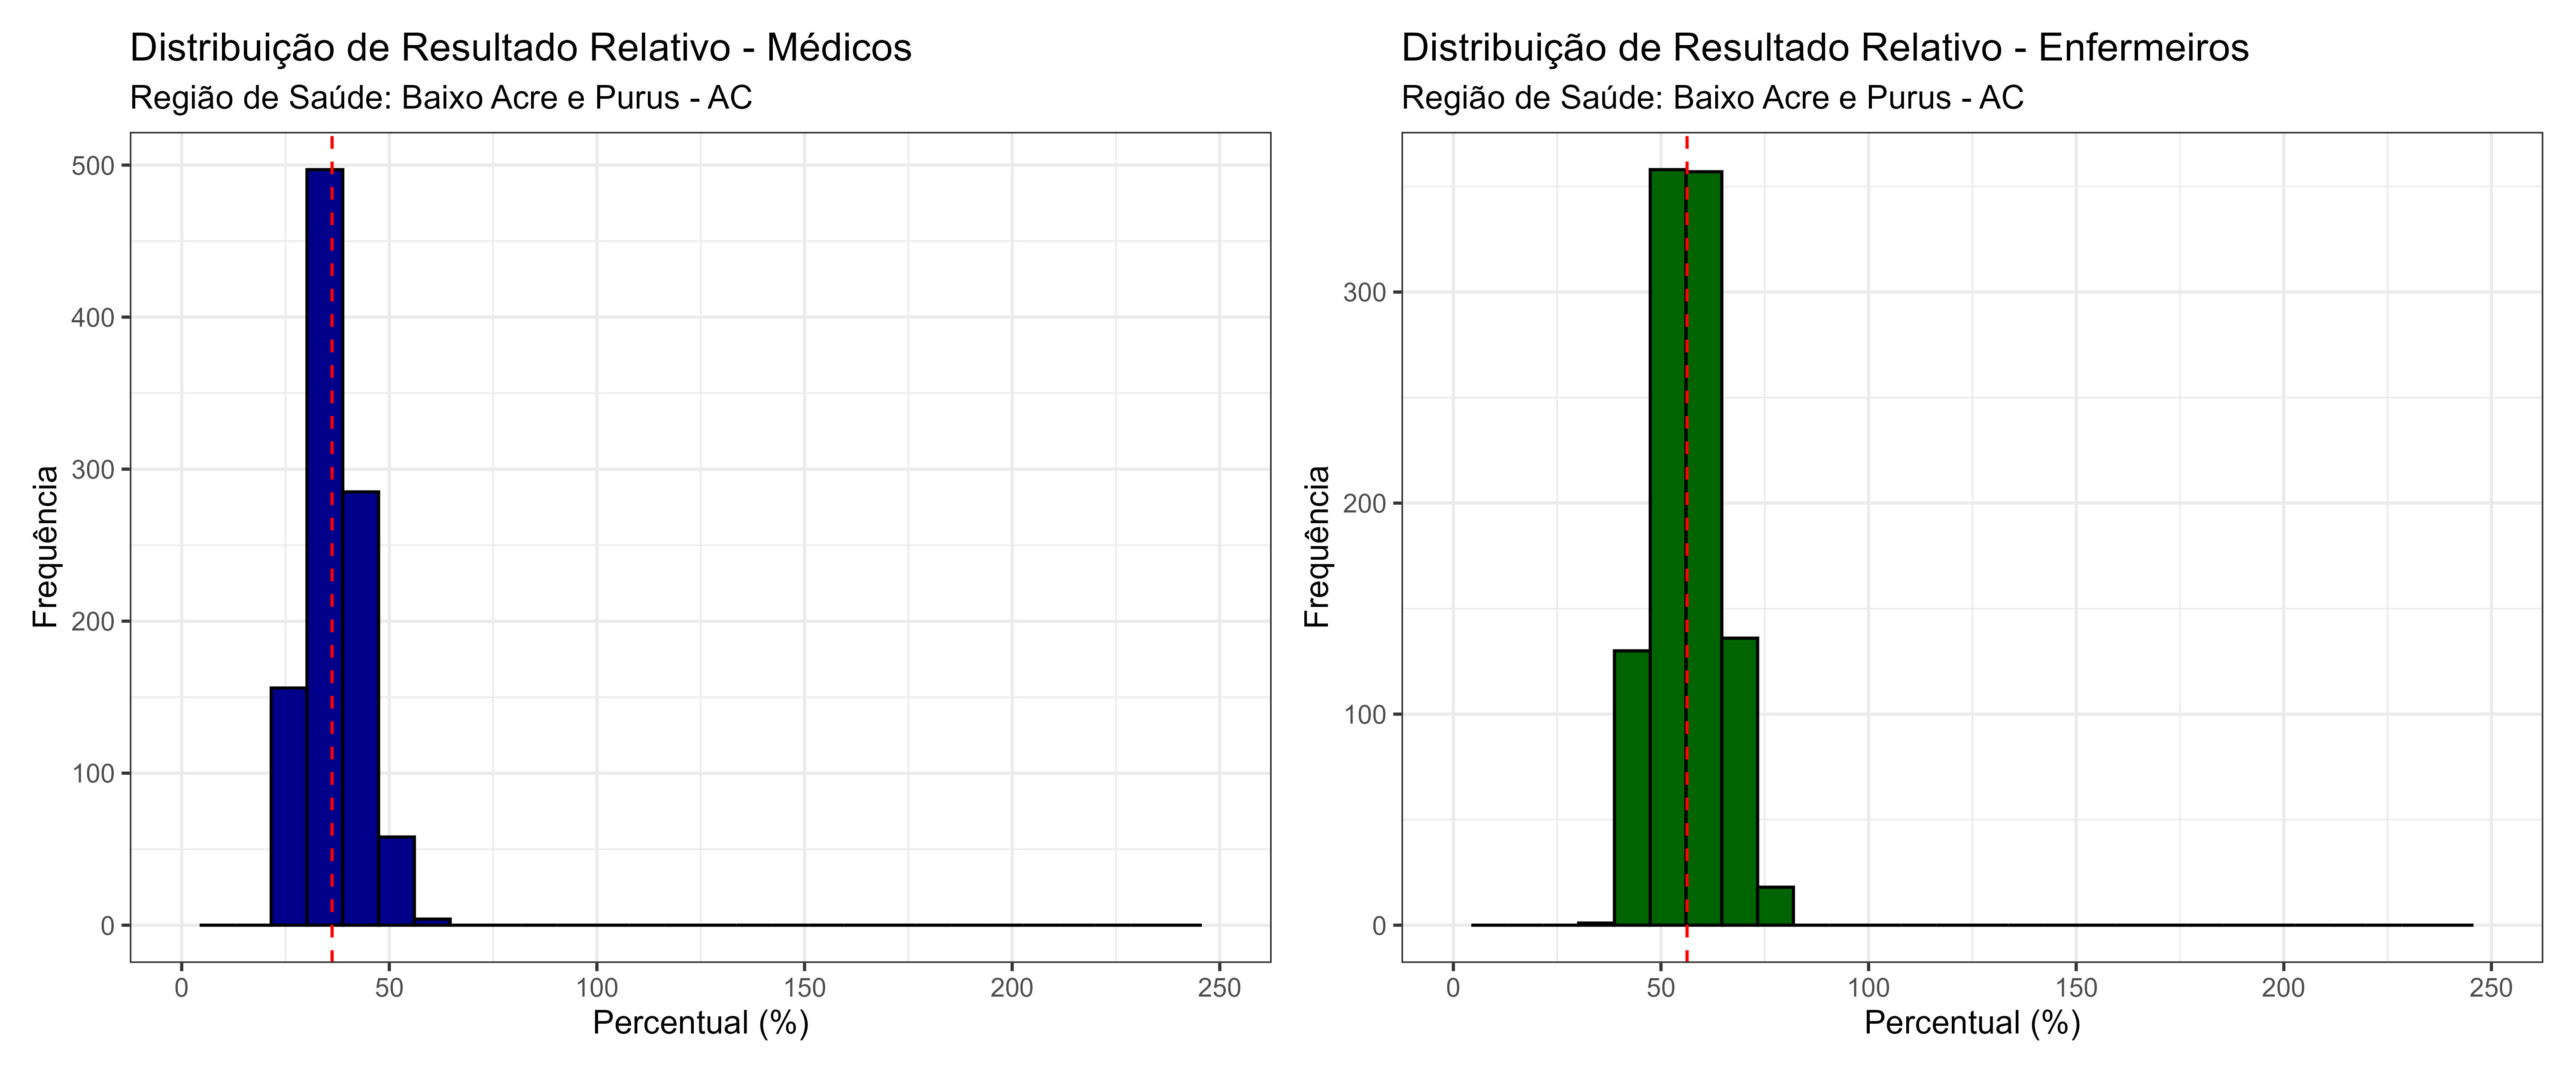 Distribuição de Resultado Relativo - Médicos
Região de Saúde: Baixo Acre e Purus - AC
500
400
300
200
100
0
Frequência
0 50 100 150 200 250
Percentual (%)
Distribuição de Resultado Relativo - Enfermeiros
Região de Saúde: Baixo Acre e Purus - AC
300
200
100
0
Frequência
0 50 100 150 200 250
Percentual (%)